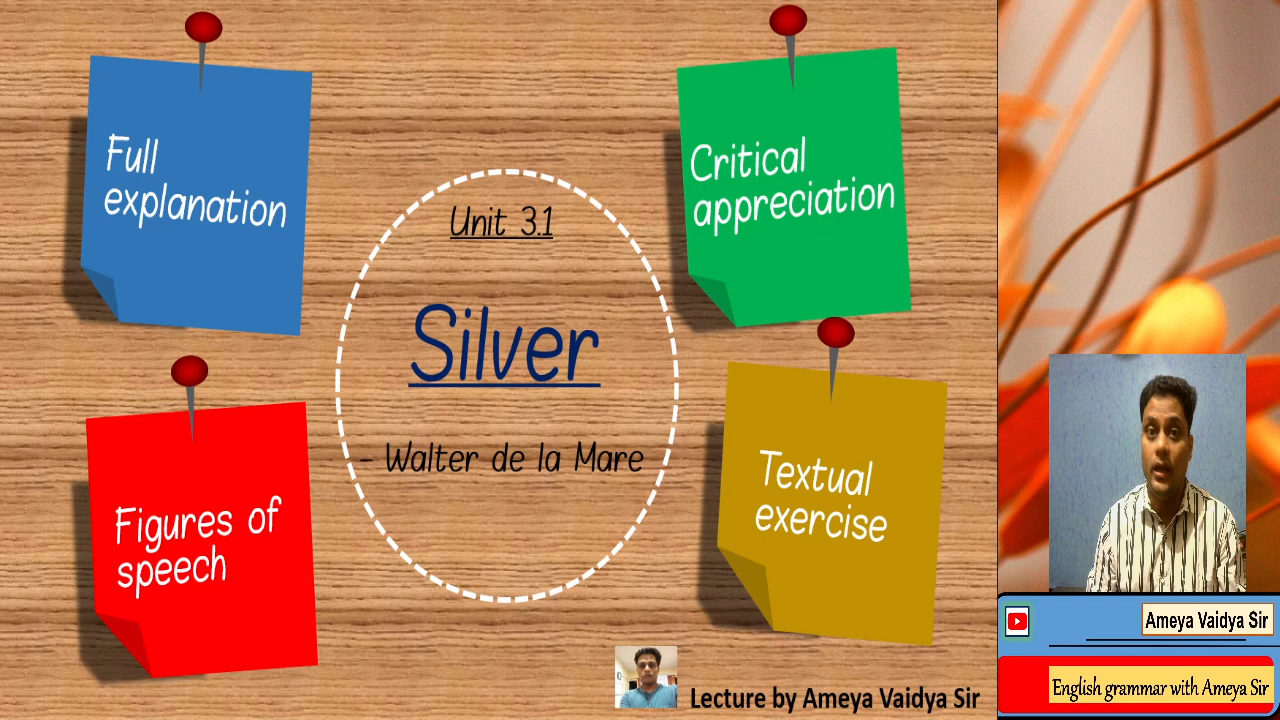 Full
explanation
Critical
appreciation
Unit 3.1
Silver
- Walter de la Mare
Figures of
speech
Textual
exercise
Lecture by Ameya Vaidya Sir
Ameya Vaidya Sir
English grammar with Ameya Sir